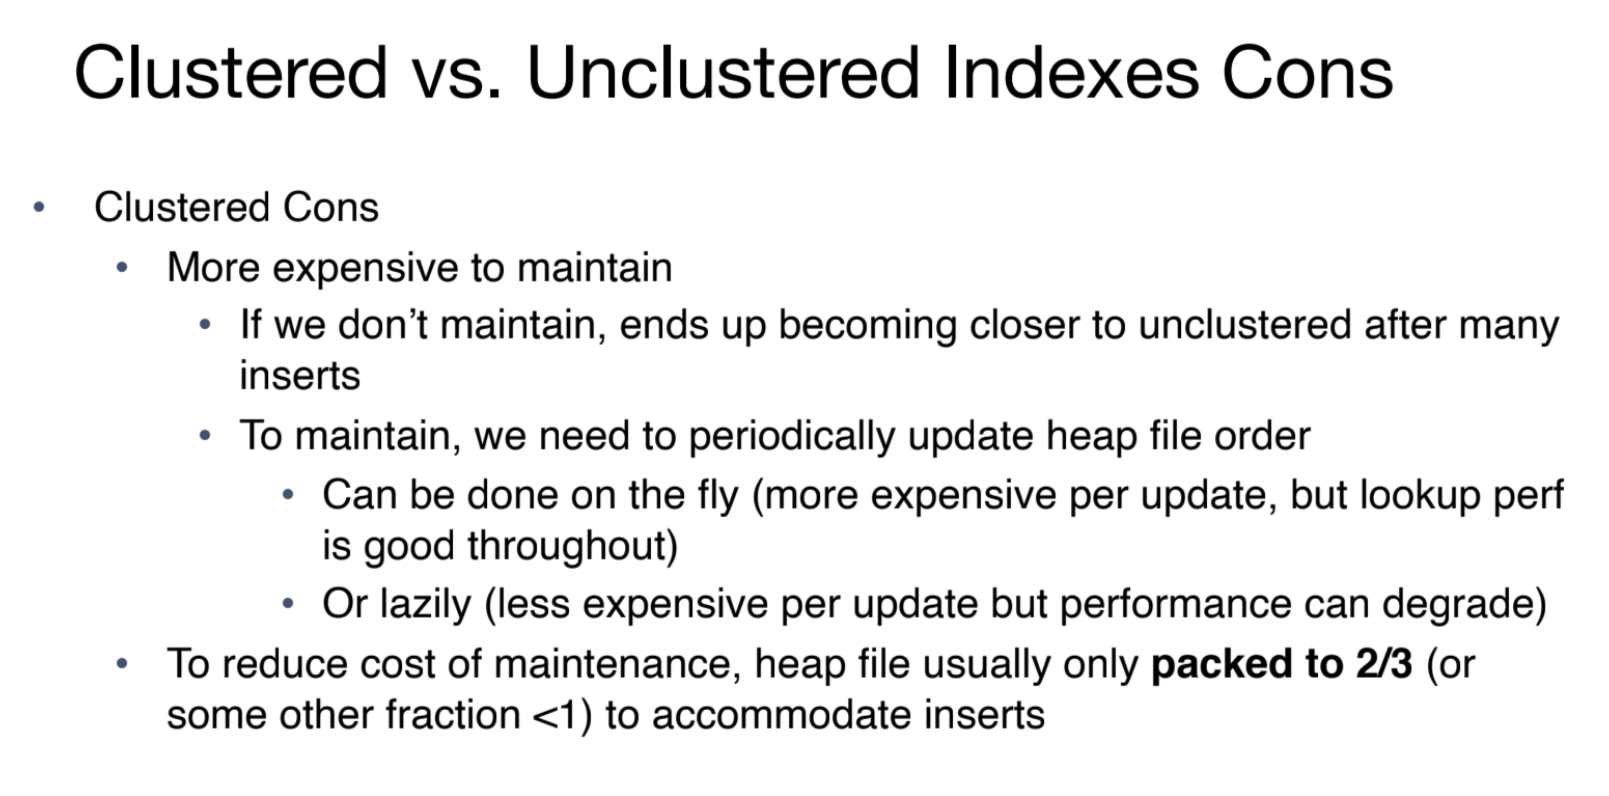 Clustered vs. Unclustered Indexes Cons
• Clustered Cons
• More expensive to maintain
• If we don’t maintain, ends up becoming closer to unclustered after many
inserts
• To maintain, we need to periodically update heap file order
• Can be done on the fly (more expensive per update, but lookup perf
is good throughout)
• Or lazily (less expensive per update but performance can degrade)
• To reduce cost of maintenance, heap file usually only packed to 2/3 (or
some other fraction <1) to accommodate inserts